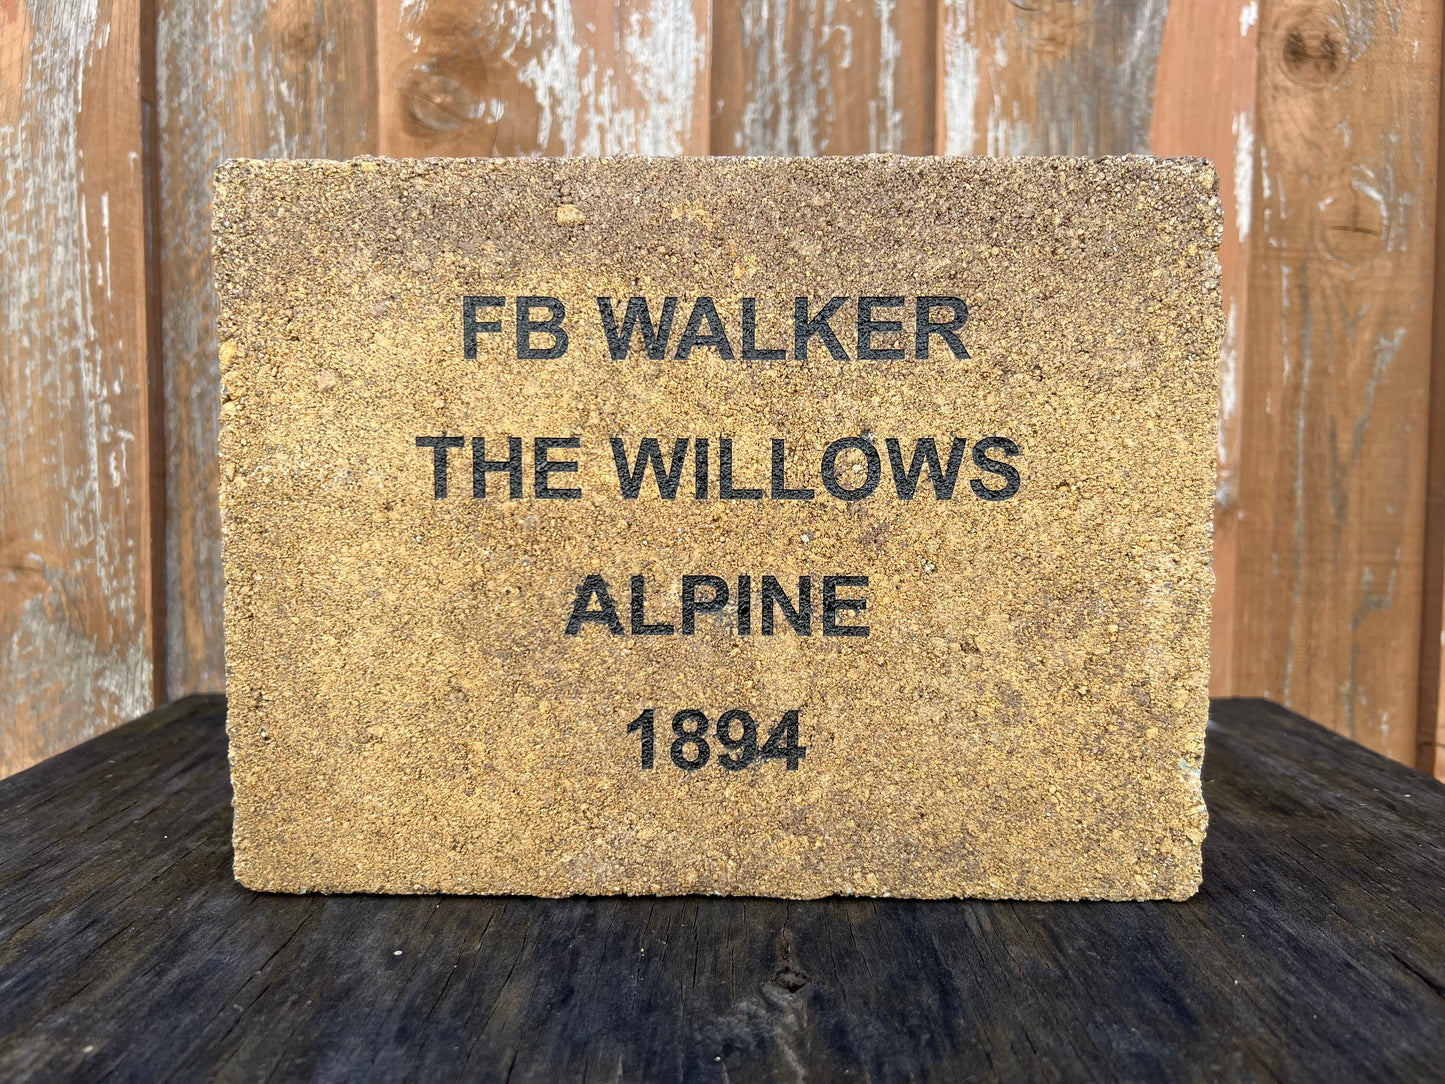 FB WALKER
THE WILLOWS
ALPINE
1894